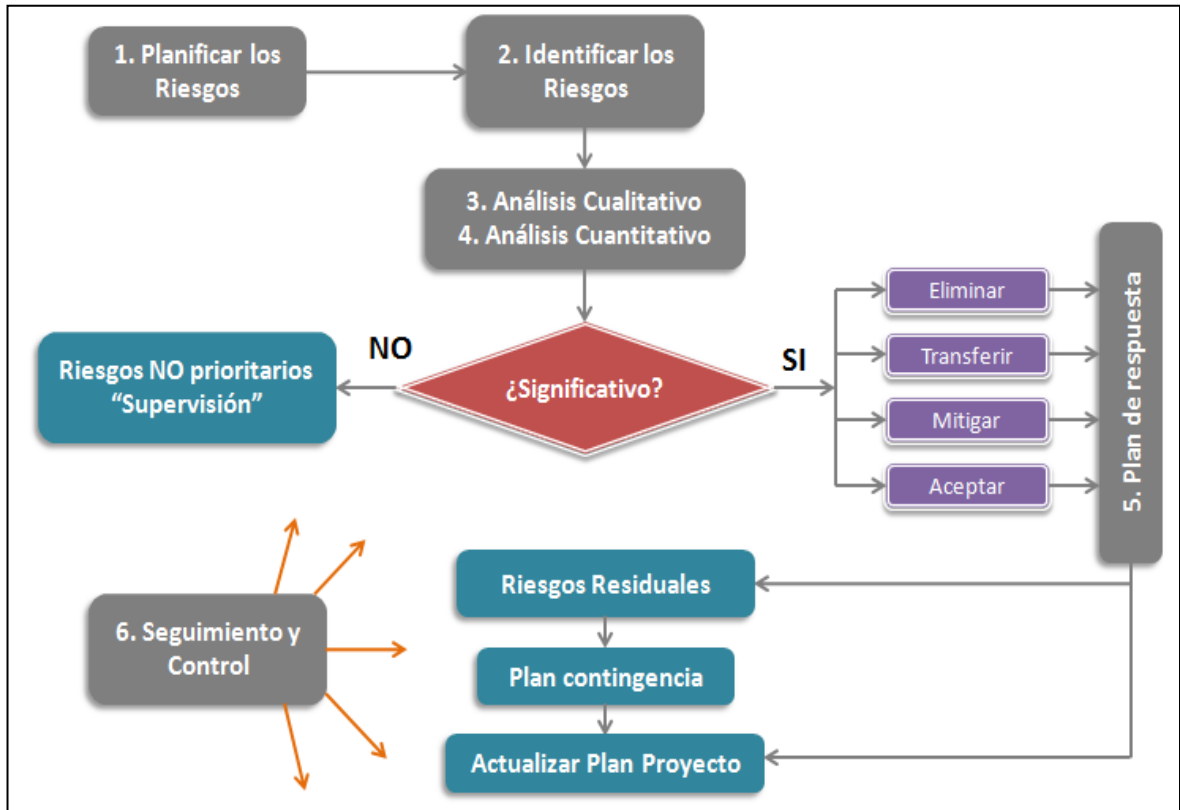 1. Planificar los
Riesgos
2. Identificar los
Riesgos
3. Análisis Cualitativo
4. Análisis Cuantitativo
¿Significativo?
NO
Riesgos NO prioritarios
“Supervisión”
SI
Eliminar
Transferir
Mitigar
Aceptar
5. Plan de respuesta
Riesgos Residuales
Plan contingencia
Actualizar Plan Proyecto
6. Seguimiento y
Control